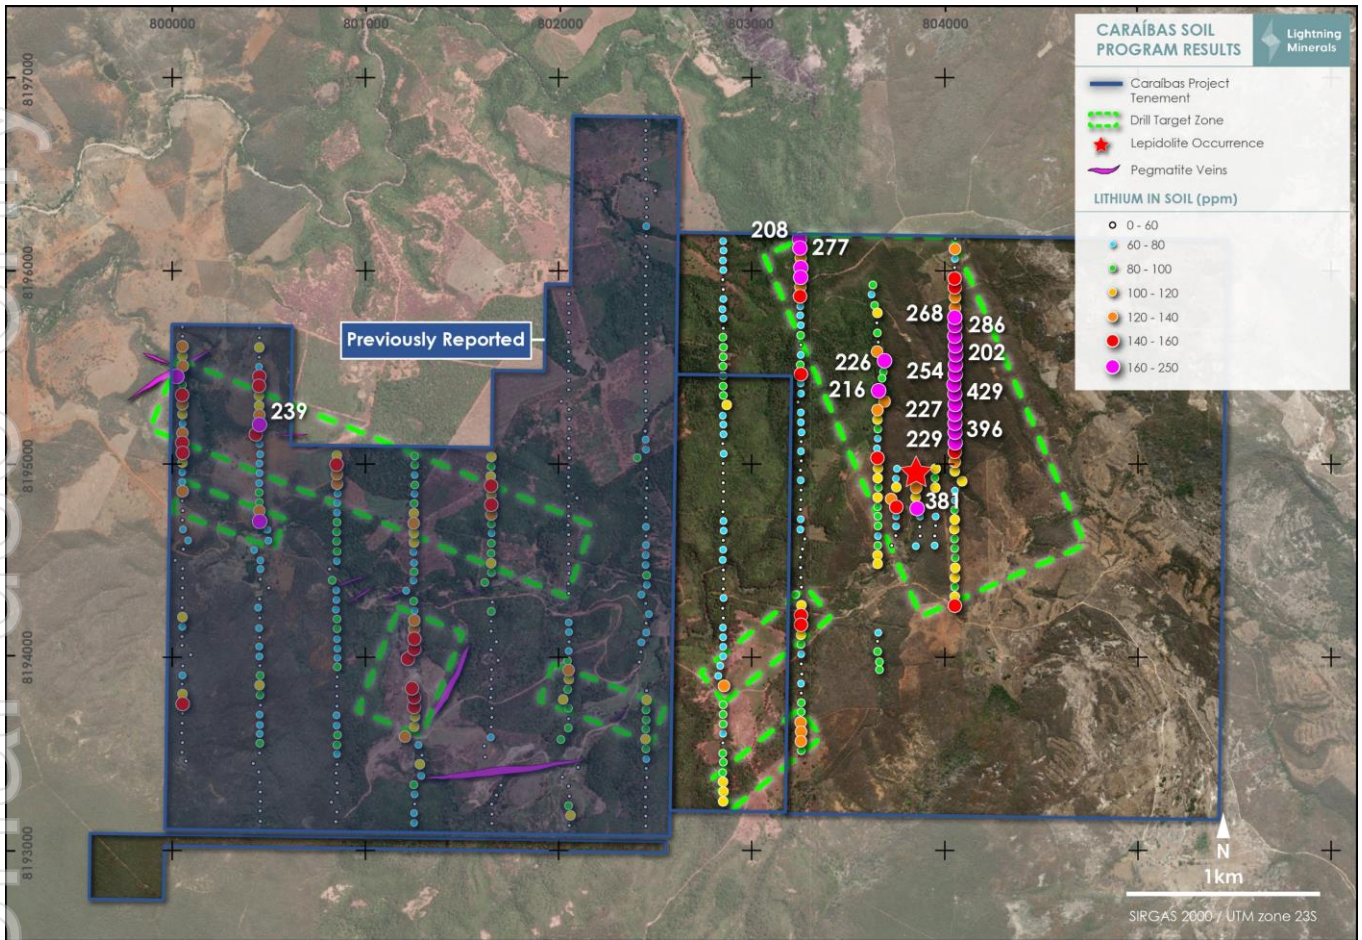 800000
801000
802000
803000
804000
CARAÍBAS SOIL
PROGRAM RESULTS
Lightning
Minerals
Caraíbas Project
Tenement
Drill Target Zone
Lepidolite Occurrence
Pegmatite Veins
LITHIUM IN SOIL (ppm)
0 - 60
60 - 80
80 - 100
100 - 120
120 - 140
140 - 160
160 - 250
8197000
8196000
8195000
8194000
8193000
Previously Reported
208
277
268
286
202
226
254
216
429
227
239
396
229
381
N
1km
SIRGAS 2000 / UTM zone 23S